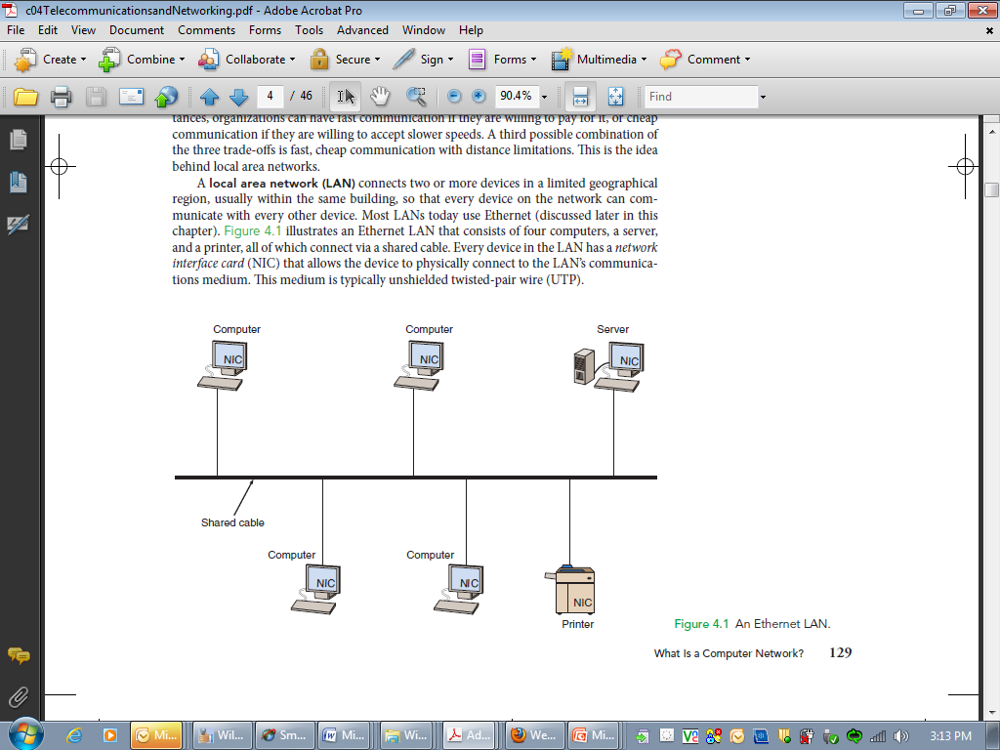 c04TelecommunicationsandNetworking.pdf - Adobe Acrobat Pro
File Edit View Document Comments Forms Tools Advanced Window Help
Create Combine Collaborate Secure Sign Forms Multimedia Comment
4 / 46 90.4% Find
tances, organizations can have fast communication if they are willing to pay for it, or cheap
communication if they are willing to accept slower speeds. A third possible combination of
the three trade-offs is fast, cheap communication with distance limitations. This is the idea
behind local area networks.
A local area network (LAN) connects two or more devices in a limited geographical
region, usually within the same building, so that every device on the network can com-
municate with every other device. Most LANs today use Ethernet (discussed later in this
chapter). Figure 4.1 illustrates an Ethernet LAN that consists of four computers, a server,
and a printer, all of which connect via a shared cable. Every device in the LAN has a network
interface card (NIC) that allows the device to physically connect to the LAN's communica-
tions medium. This medium is typically unshielded twisted-pair wire (UTP).
Computer Computer Server
NIC NIC NIC
Shared cable
Computer Computer
NIC NIC NIC
Printer
Figure 4.1 An Ethernet LAN.
What Is a Computer Network? 129
Mi... Wil... Sm... Mi... Wi... Ad... We... Mi... 3:13 PM